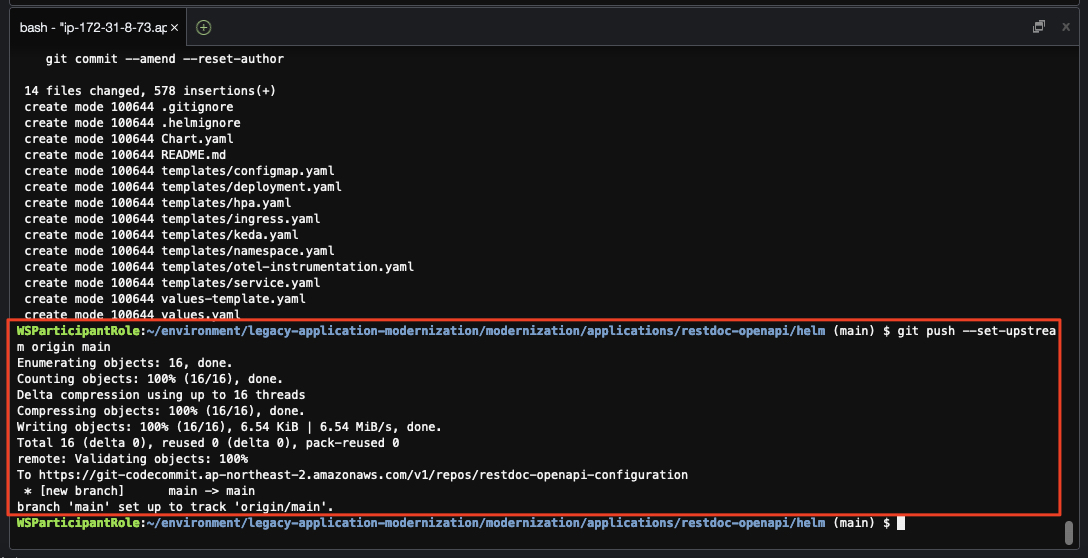 bash - "ip-172-31-8-73.ap ×
git commit --amend --reset-author
14 files changed, 578 insertions(+)
create mode 100644 .gitignore
create mode 100644 .helmignore
create mode 100644 Chart.yaml
create mode 100644 README.md
create mode 100644 templates/configmap.yaml
create mode 100644 templates/deployment.yaml
create mode 100644 templates/hpa.yaml
create mode 100644 templates/ingress.yaml
create mode 100644 templates/keda.yaml
create mode 100644 templates/namespace.yaml
create mode 100644 templates/otel-instrumentation.yaml
create mode 100644 templates/service.yaml
create mode 100644 values-template.yaml
create mode 100644 values.yaml
WSParticipantRole:~/environment/legacy-application-modernization/modernization/applications/restdoc-openapi/helm (main) $ git push --set-upstrea
m origin main
Enumerating objects: 16, done.
Counting objects: 100% (16/16), done.
Delta compression using up to 16 threads
Compressing objects: 100% (16/16), done.
Writing objects: 100% (16/16), 6.54 KiB | 6.54 MiB/s, done.
Total 16 (delta 0), reused 0 (delta 0), pack-reused 0
remote: Validating objects: 100%
To https://git-codecommit.ap-northeast-2.amazonaws.com/v1/repos/restdoc-openapi-configuration
* [new branch]      main -> main
branch 'main' set up to track 'origin/main'.
WSParticipantRole:~/environment/legacy-application-modernization/modernization/applications/restdoc-openapi/helm (main) $